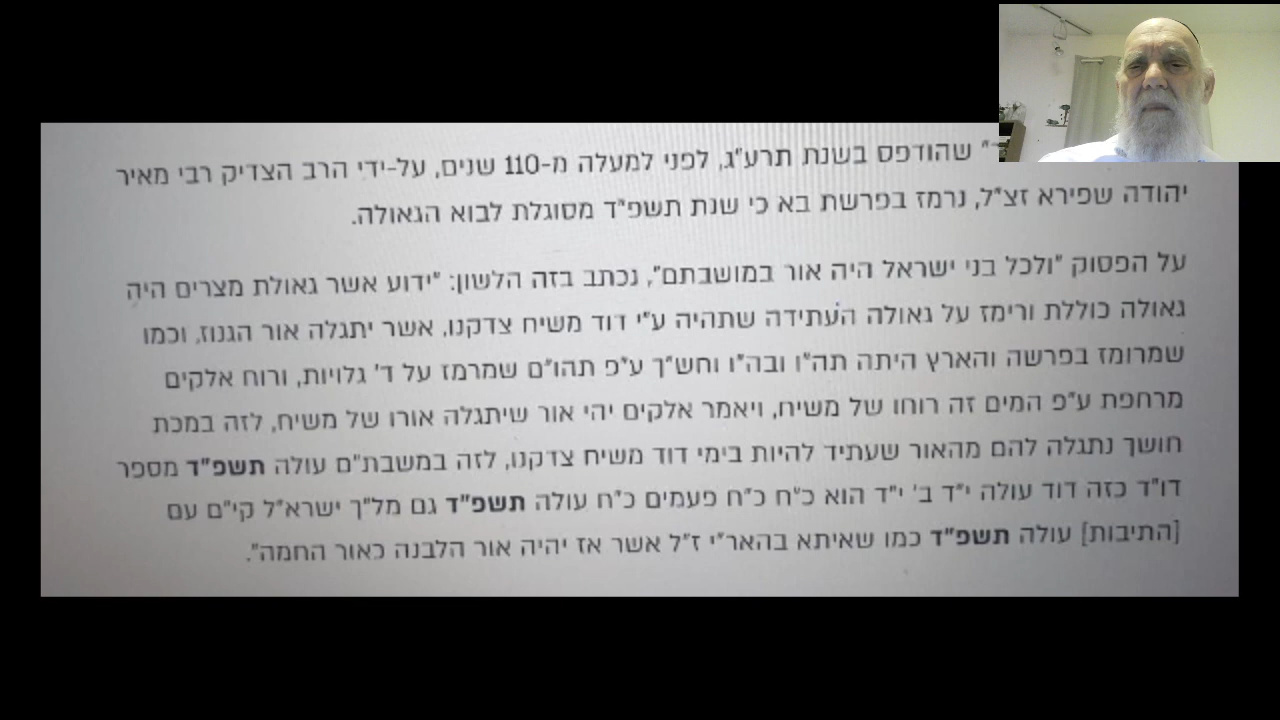 שהודפס בשנת תרע"ג, לפני למעלה מ-110 שנים, על-ידי הרב הצדיק רבי מאיר
יהודה שפירא זצ"ל, נרמז בפרשת בא כי שנת תשפ"ד מסוגלת לבוא הגאולה.
על הפסוק "ולכל בני ישראל היה אור במושבתם", נכתב בזה הלשון: "ידוע אשר גאולת מצרים היה
גאולה כוללת ורימז על גאולה העתידה שתהיה ע"י דוד משיח צדקנו, אשר יתגלה אור הגנוז, וכמו
שמרומז בפרשה והארץ היתה תה"ו ובה"ו וחש"ך ע"פ תהו"ם שמרמז על ד' גלויות, ורוח אלקים
מרחפת ע"פ המים זה רוחו של משיח, ויאמר אלקים יהי אור שיתגלה אורו של משיח, לזה במכת
חושך נתגלה להם מהאור שעתיד להיות בימי דוד משיח צדקנו, לזה במשבת"ם עולה תשפ"ד מספר
דו"ד כזה דוד עולה י"ד ב' י"ד הוא כ"ח כ"ח פעמים כ"ח עולה תשפ"ד גם מל"ך ישרא"ל קי"ם עם
[התיבות] עולה תשפ"ד כמו שאיתא בהאר"י ז"ל אשר אז יהיה אור הלבנה כאור החמה".